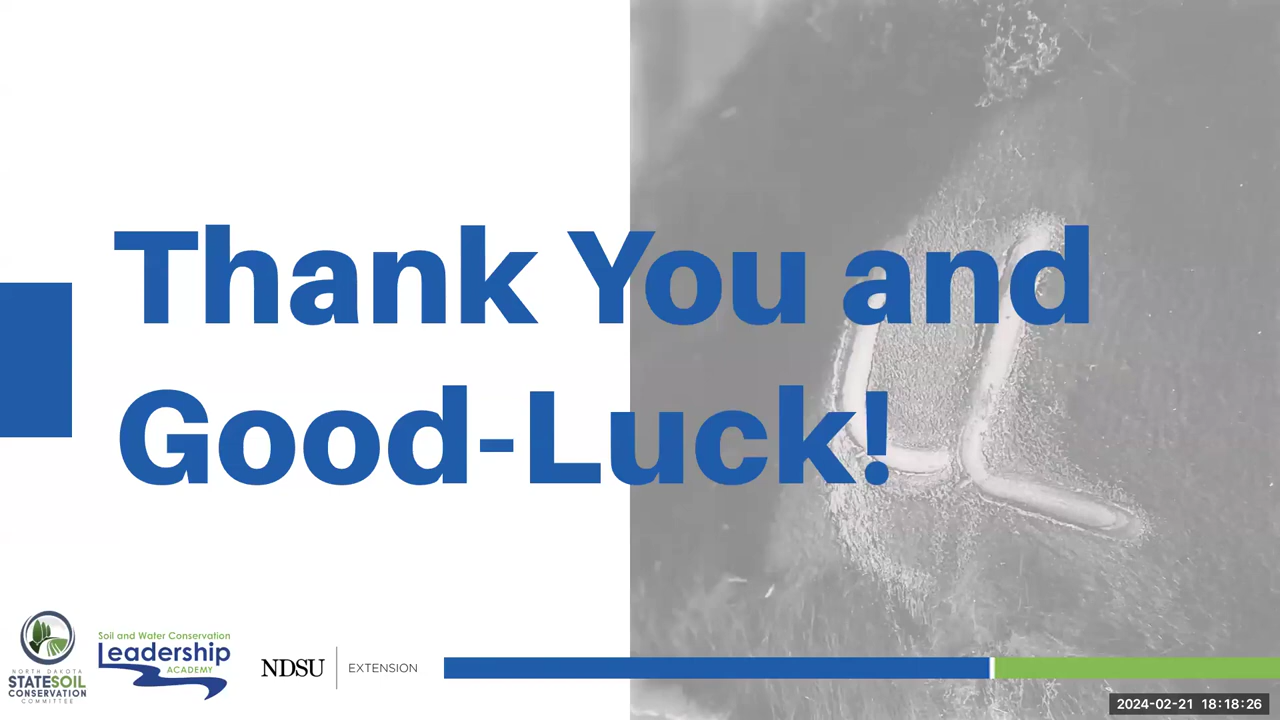 Thank You and
Good-Luck!
NORTH DAKOTA
STATE SOIL
CONSERVATION
COMMITTEE
Soil and Water Conservation
Leadership
ACADEMY
NDSU
EXTENSION
2024-02-21 18:18:26